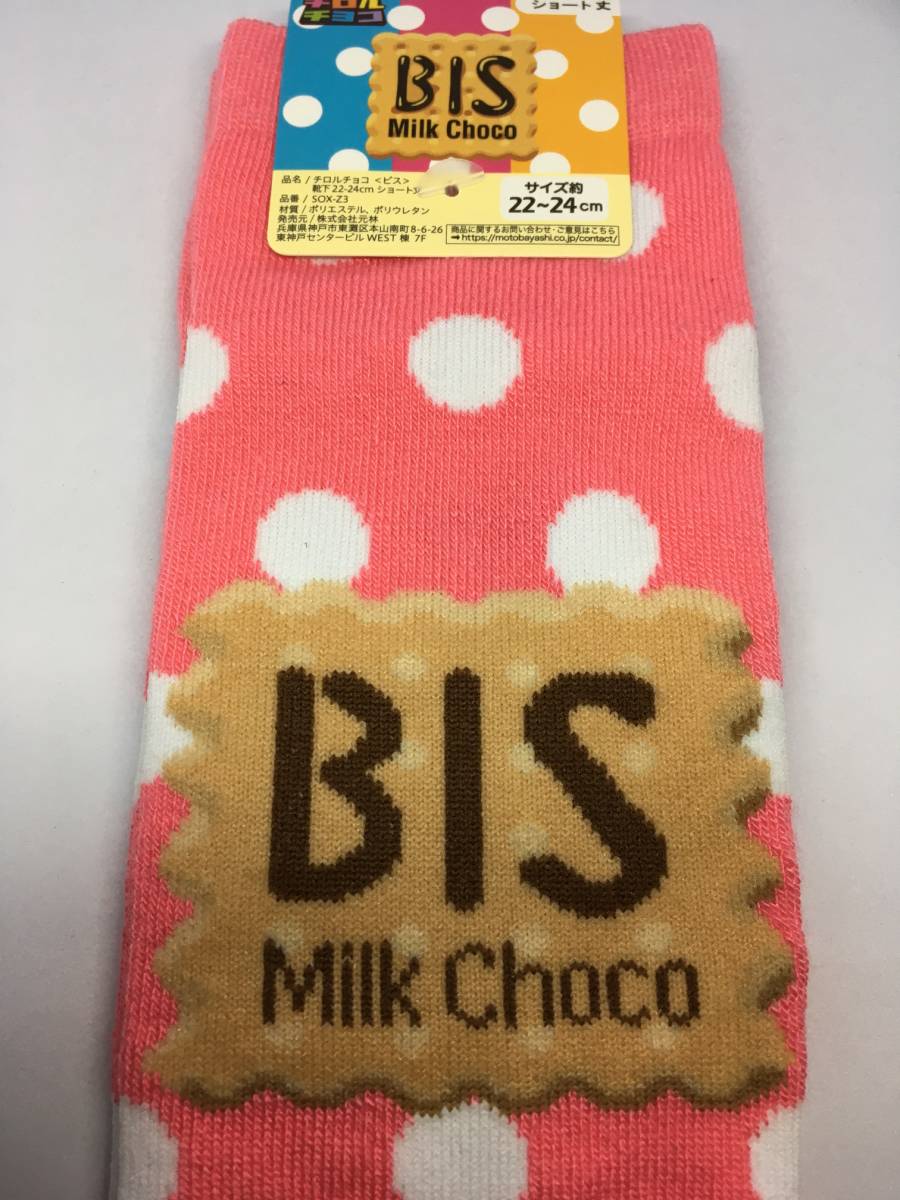 チロル
チョコ
ショート丈
BIS
Milk Choco
品名/チロルチョコ<ビス>
靴下22-24cm ショート丈
品番/SOX-Z3
材質/ポリエステル、ポリウレタン
発売元/株式会社元林
兵庫県神戸市東灘区本山南町8-6-26
東神戸センタービル WEST 棟 7F
サイズ約
22~24cm
商品に関するお問い合わせ・ご意見はこちら
➞https://motobayashi.co.jp/contact/
BIS
Milk Choco